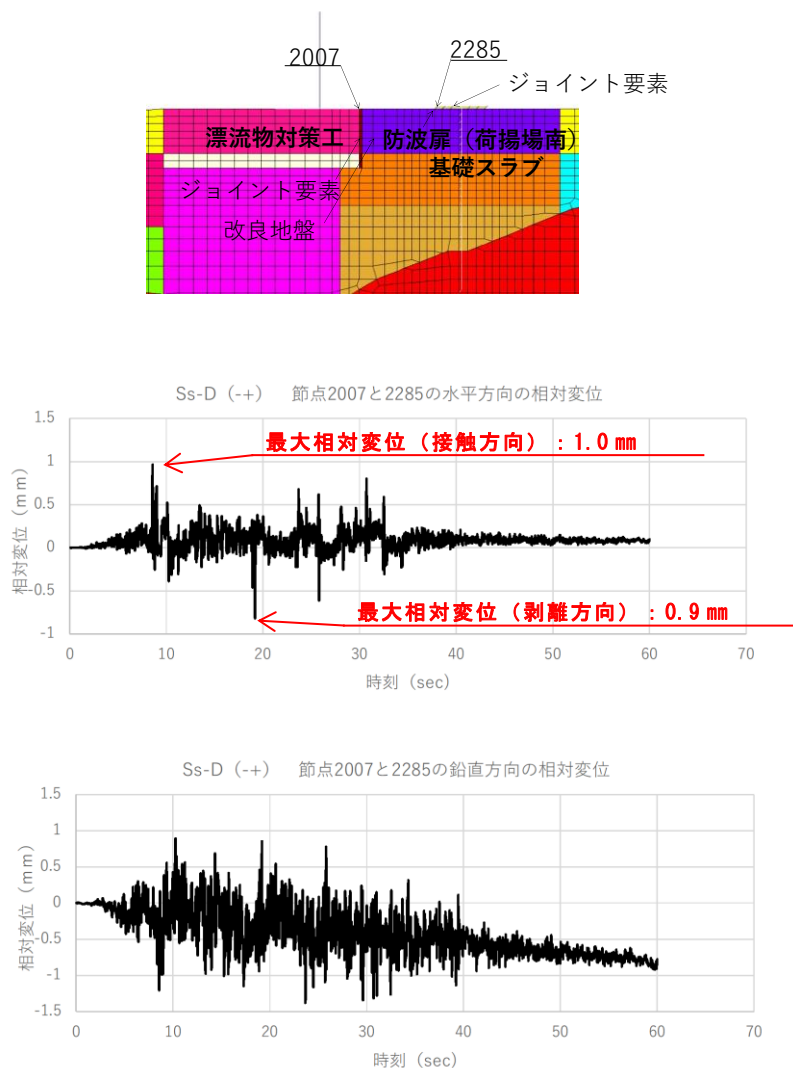 2007
2285
ジョイント要素
漂流物対策工
防波扉（荷揚場南）
基礎スラブ
ジョイント要素
改良地盤
Ss-D（-+）　節点2007と2285の水平方向の相対変位
1.5
1
0.5
0
-0.5
-1
相対変位（ｍｍ）
最大相対変位（接触方向）：1.0㎜
最大相対変位（剥離方向）：0.9㎜
0 10 20 30 40 50 60 70
時刻（sec）
Ss-D（-+）　節点2007と2285の鉛直方向の相対変位
1.5
1
0.5
0
-0.5
-1
-1.5
相対変位（ｍｍ）
0 10 20 30 40 50 60 70
時刻（sec）